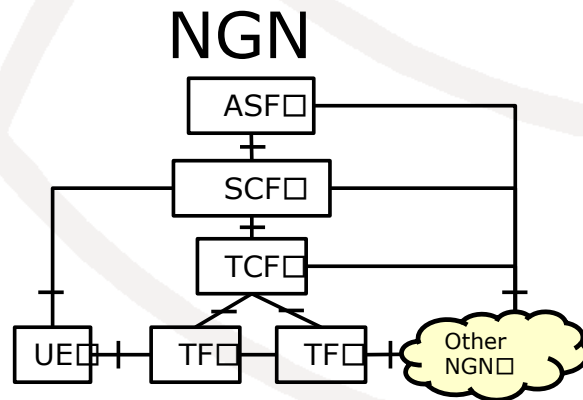 NGN
ASF□
SCF□
TCF□
UE□
TF□
TF□
Other
NGN□